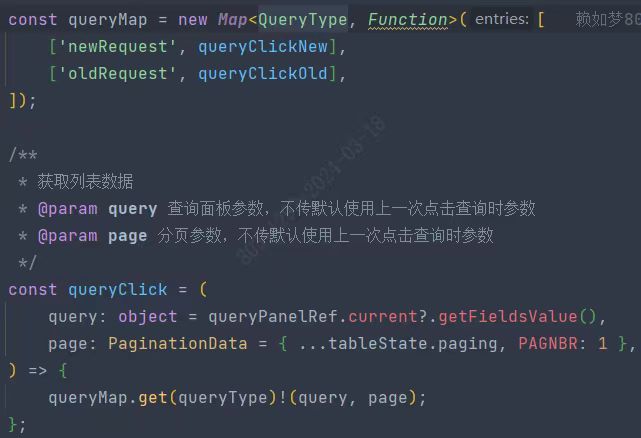 const queryMap = new Map<QueryType, Function>( entries: [ 赖如梦80
['newRequest', queryClickNew],
['oldRequest', queryClickOld],
]);
/**
* 获取列表数据
* @param query 查询面板参数，不传默认使用上一次点击查询时参数
* @param page 分页参数，不传默认使用上一次点击查询时参数
*/
const queryClick = (
query: object = queryPanelRef.current?.getFieldsValue(),
page: PaginationData = { ...tableState.paging, PAGNBR: 1 },
) => {
queryMap.get(queryType)!(query, page);
};